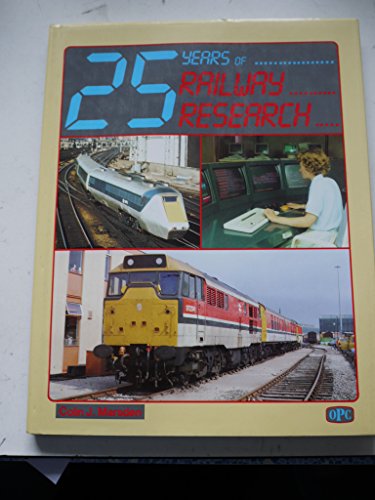 25 YEARS OF ..................
RAILWAY ..........
RESEARCH .....
Colin J. Marsden
OPC